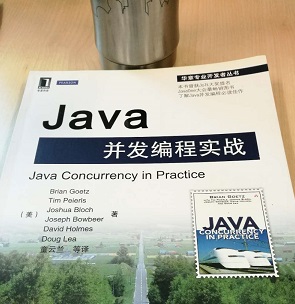 华章专业开发者丛书
PEARSON
Java
并发编程实战
Java Concurrency in Practice
Brian Goetz
Tim Peierls
(美) Joshua Bloch 著
Joseph Bowbeer
David Holmes
Doug Lea
童云兰 等译
BRIAN GOETZ
JAVA
CONCURRENCY
IN PRACTICE